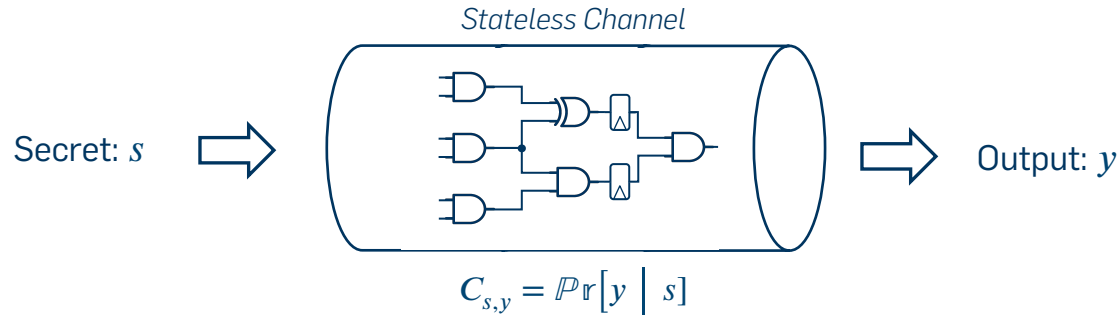 Stateless Channel
Secret: s
Output: y
C_{s,y} = ℙ𝕣[y | s]